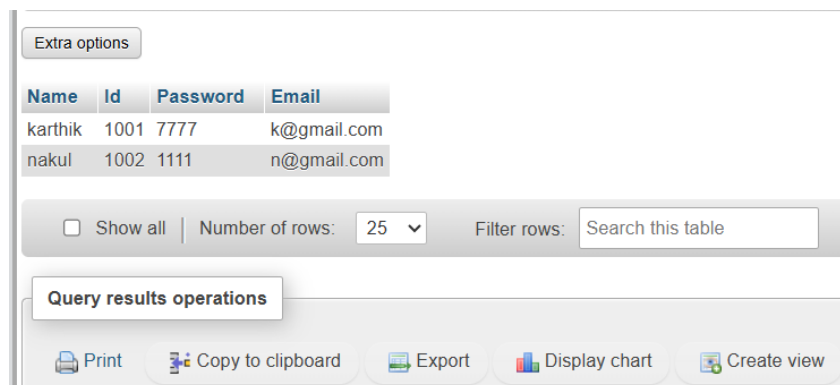 Extra options
Name Id Password Email
karthik 1001 7777 k@gmail.com
nakul 1002 1111 n@gmail.com
Show all Number of rows: 25 Filter rows: Search this table
Query results operations
Print Copy to clipboard Export Display chart Create view